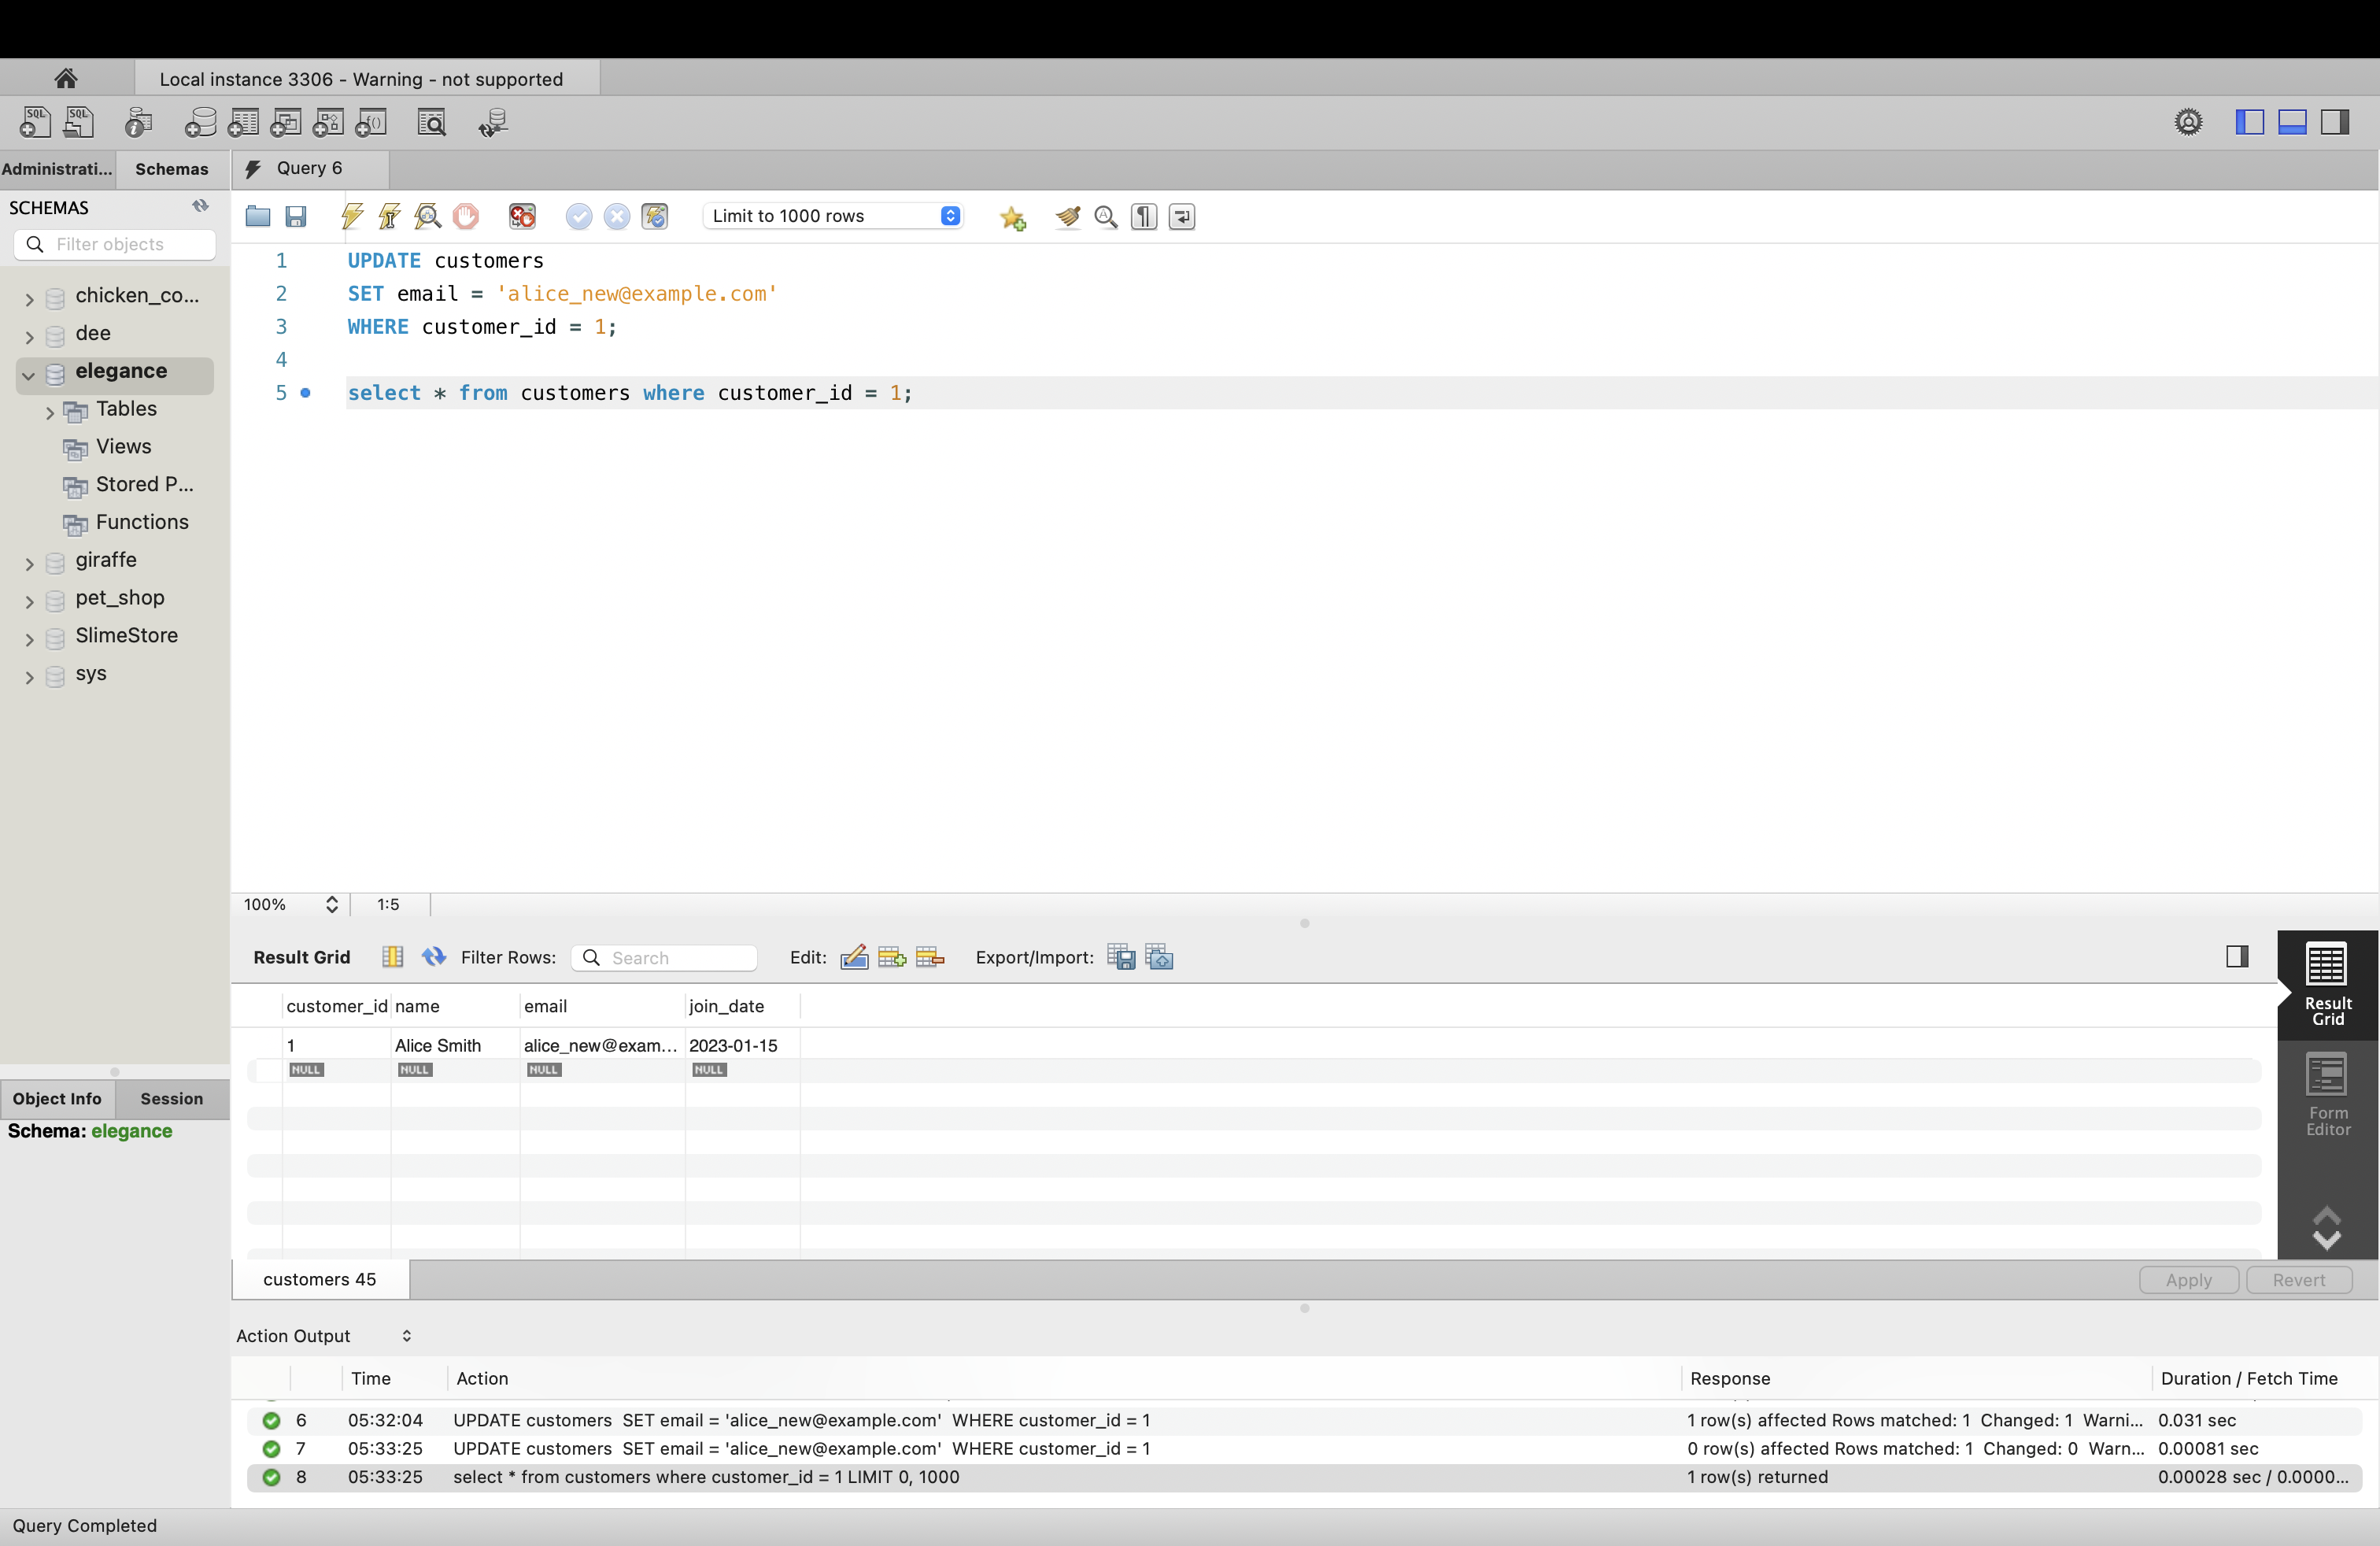 Local instance 3306 - Warning - not supported
Administrati... Schemas
Query 6
SCHEMAS
Filter objects
Limit to 1000 rows
chicken_co...
dee
elegance
Tables
Views
Stored P...
Functions
giraffe
pet_shop
SlimeStore
sys
1 UPDATE customers
2 SET email = 'alice_new@example.com'
3 WHERE customer_id = 1;
4
5 select * from customers where customer_id = 1;
100% 1:5
Result Grid Filter Rows: Search Edit: Export/Import:
customer_id name email join_date
1 Alice Smith alice_new@exam... 2023-01-15
NULL NULL NULL NULL
Result
Grid
Form
Editor
Object Info Session
Schema: elegance
customers 45
Apply Revert
Action Output
Time Action Response Duration / Fetch Time
6 05:32:04 UPDATE customers SET email = 'alice_new@example.com' WHERE customer_id = 1 1 row(s) affected Rows matched: 1 Changed: 1 Warni... 0.031 sec
7 05:33:25 UPDATE customers SET email = 'alice_new@example.com' WHERE customer_id = 1 0 row(s) affected Rows matched: 1 Changed: 0 Warn... 0.00081 sec
8 05:33:25 select * from customers where customer_id = 1 LIMIT 0, 1000 1 row(s) returned 0.00028 sec / 0.0000...
Query Completed